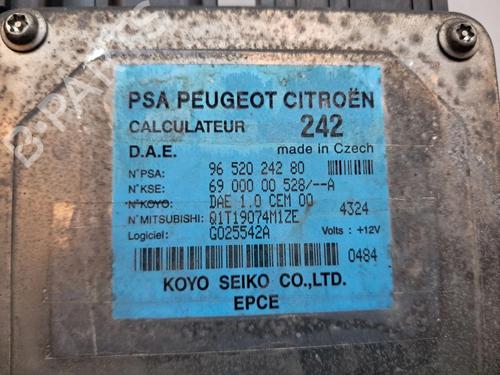 PSA PEUGEOT CITROËN
CALCULATEUR 242
D.A.E. made in Czech
N°PSA: 96 520 242 80
N°KSE: 69 000 00 528/--A
N°KOYO: DAE 1.0 CEM 00
N°MITSUBISHI: Q1T19074M1ZE 4324
Logiciel: G025542A Volts : +12V
0484
KOYO SEIKO CO.,LTD.
EPCE
B-PARTS